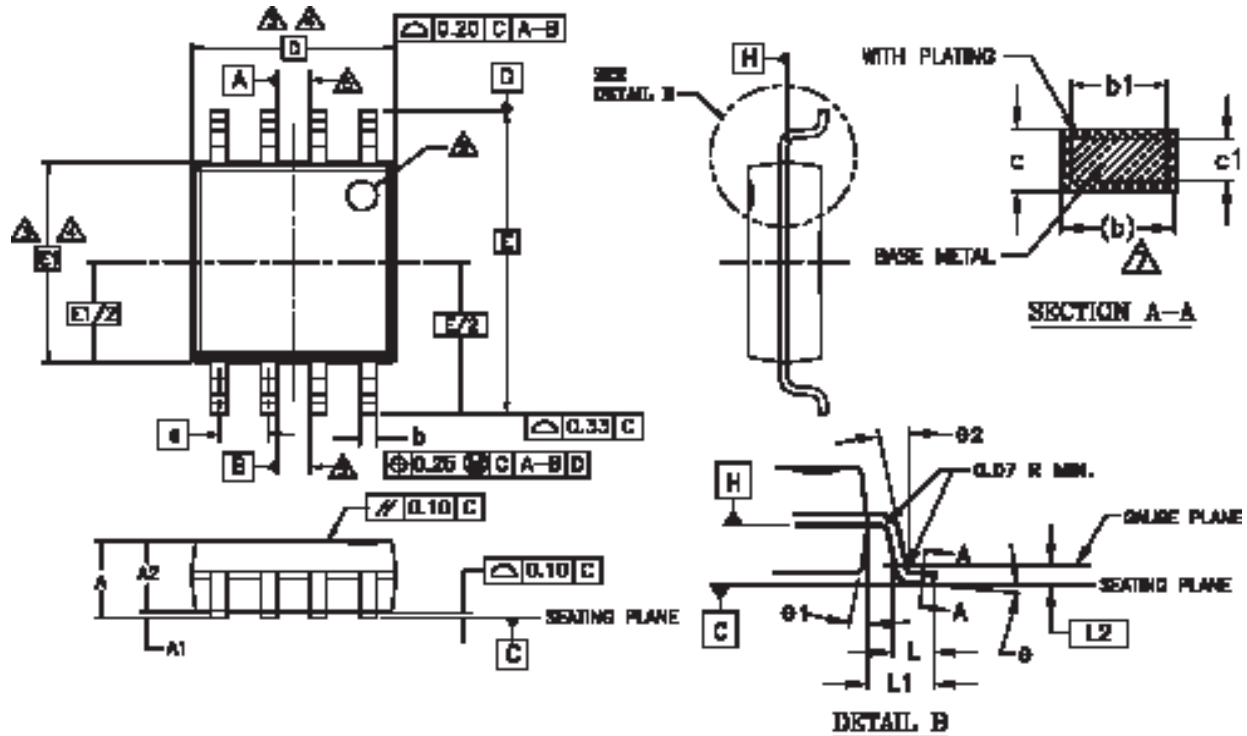 D
0.20 C A-B
A
D
H
DETAIL B
WITH PLATING
b1
c
c1
(b)
7
BASE METAL
SECTION A-A
E1
E
E1/2
E/2
e
b
0.33 C
B
0.25 M C A-B D
// 0.10 C
A
A2
A1
0.10 C
SEATING PLANE
C
θ2
0.07 R MIN.
H
GAUGE PLANE
A
SEATING PLANE
C
θ1
A
L
L1
θ
L2
DETAIL B